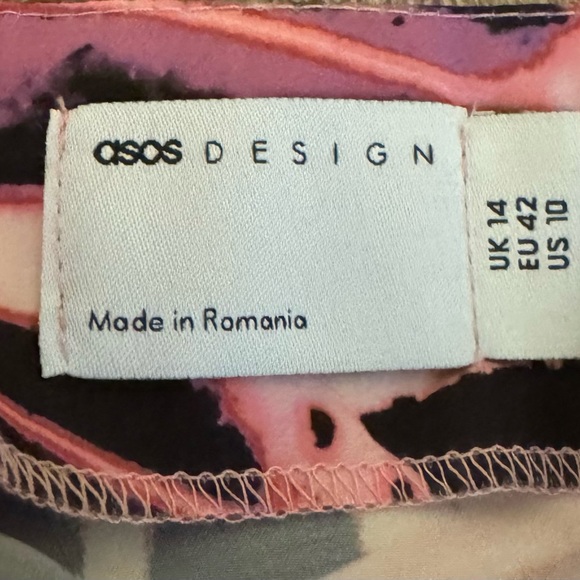 asos DESIGN
Made in Romania
UK 14
EU 42
US 10